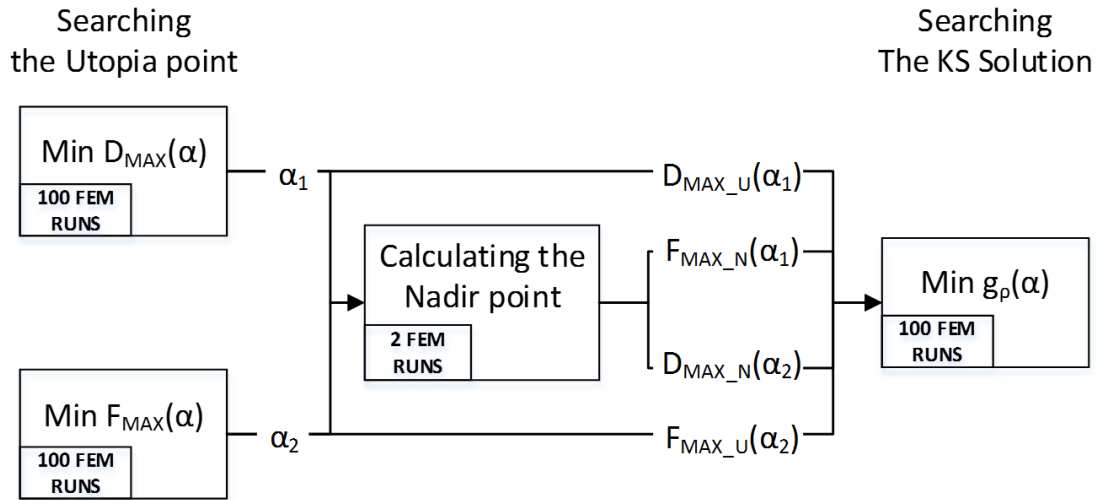 Searching
the Utopia point
Searching
The KS Solution
Min D_MAX(α)
100 FEM
RUNS
α₁
D_MAX_U(α₁)
Calculating the
Nadir point
2 FEM
RUNS
F_MAX_N(α₁)
D_MAX_N(α₂)
Min g_ρ(α)
100 FEM
RUNS
Min F_MAX(α)
100 FEM
RUNS
α₂
F_MAX_U(α₂)